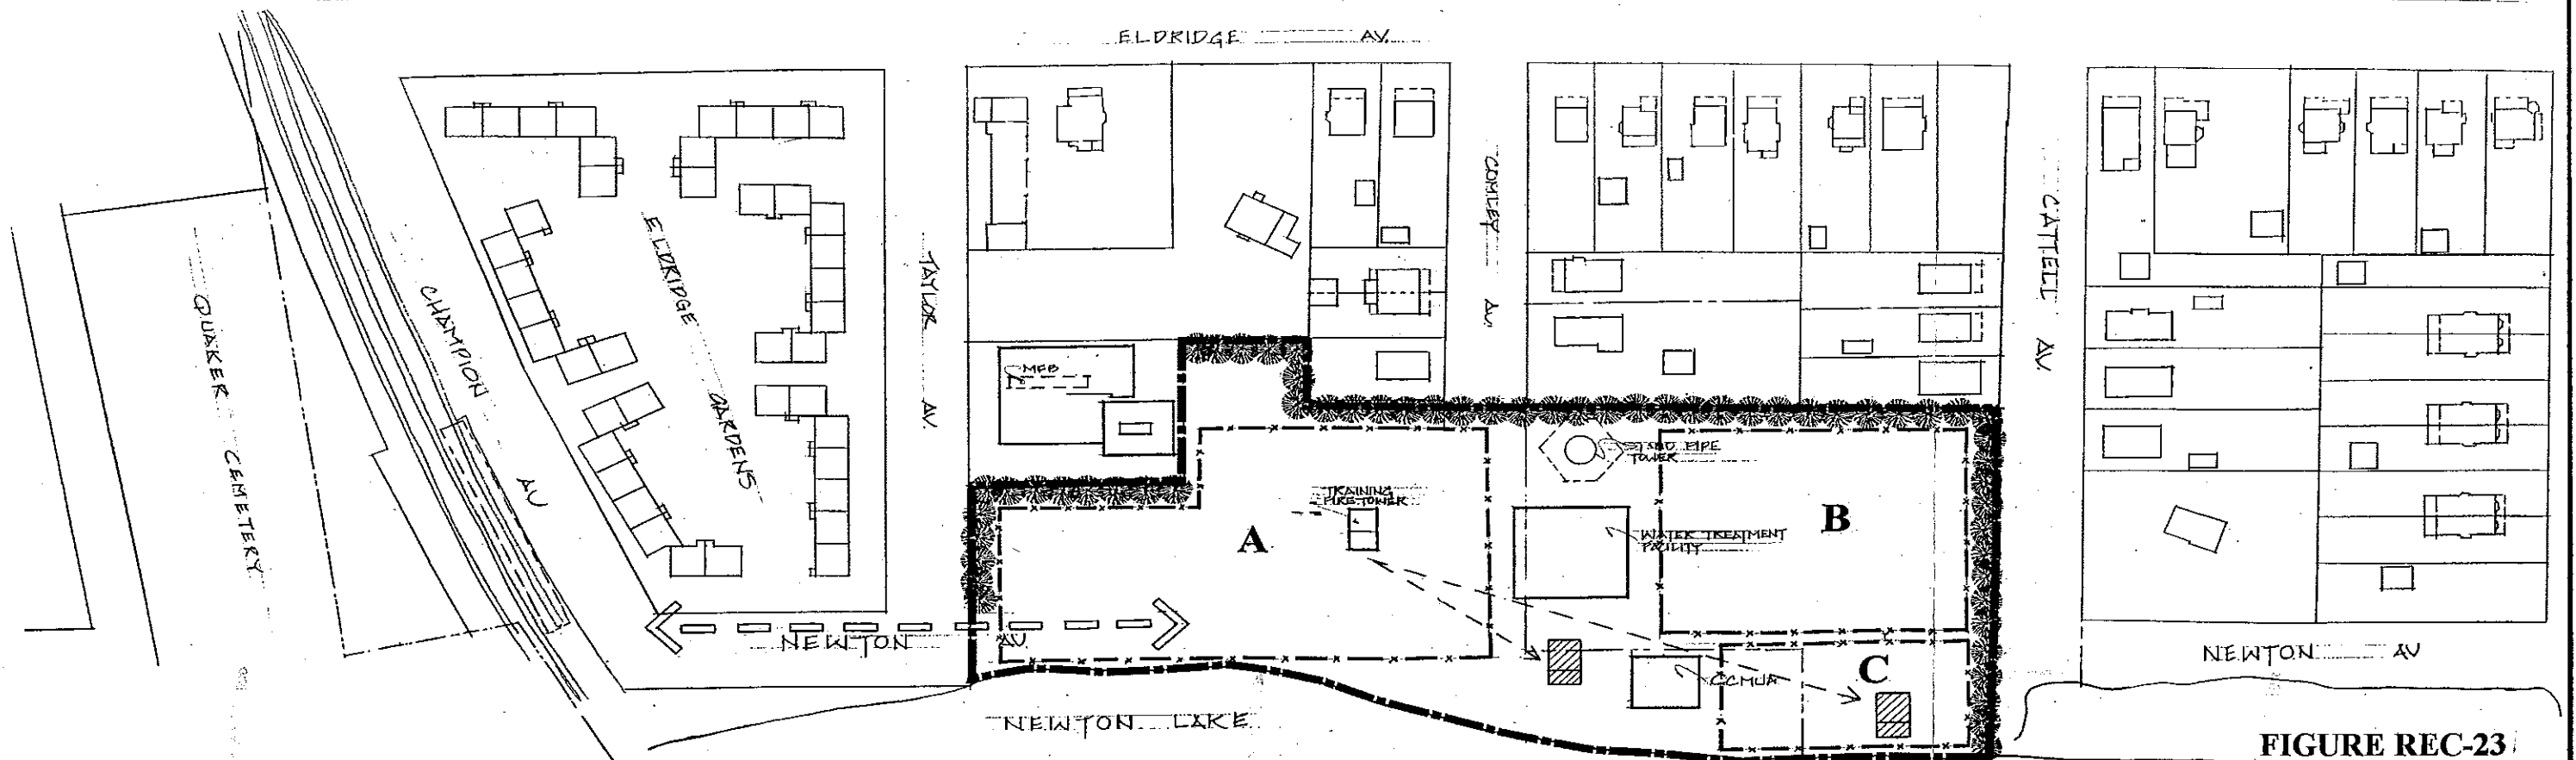 ELDRIDGE AV.
QUAKER CEMETERY
CHAMPION AV
ELDRIDGE GARDENS
TAYLOR AV.
COMLEY AV.
CATTELL AV.
MFB
STAND PIPE
TOWER
TRAINING
FIRE TOWER
WATER TREATMENT
FACILITY
A
B
C
CCMUA
NEWTON AV.
NEWTON AV
NEWTON LAKE
FIGURE REC-23